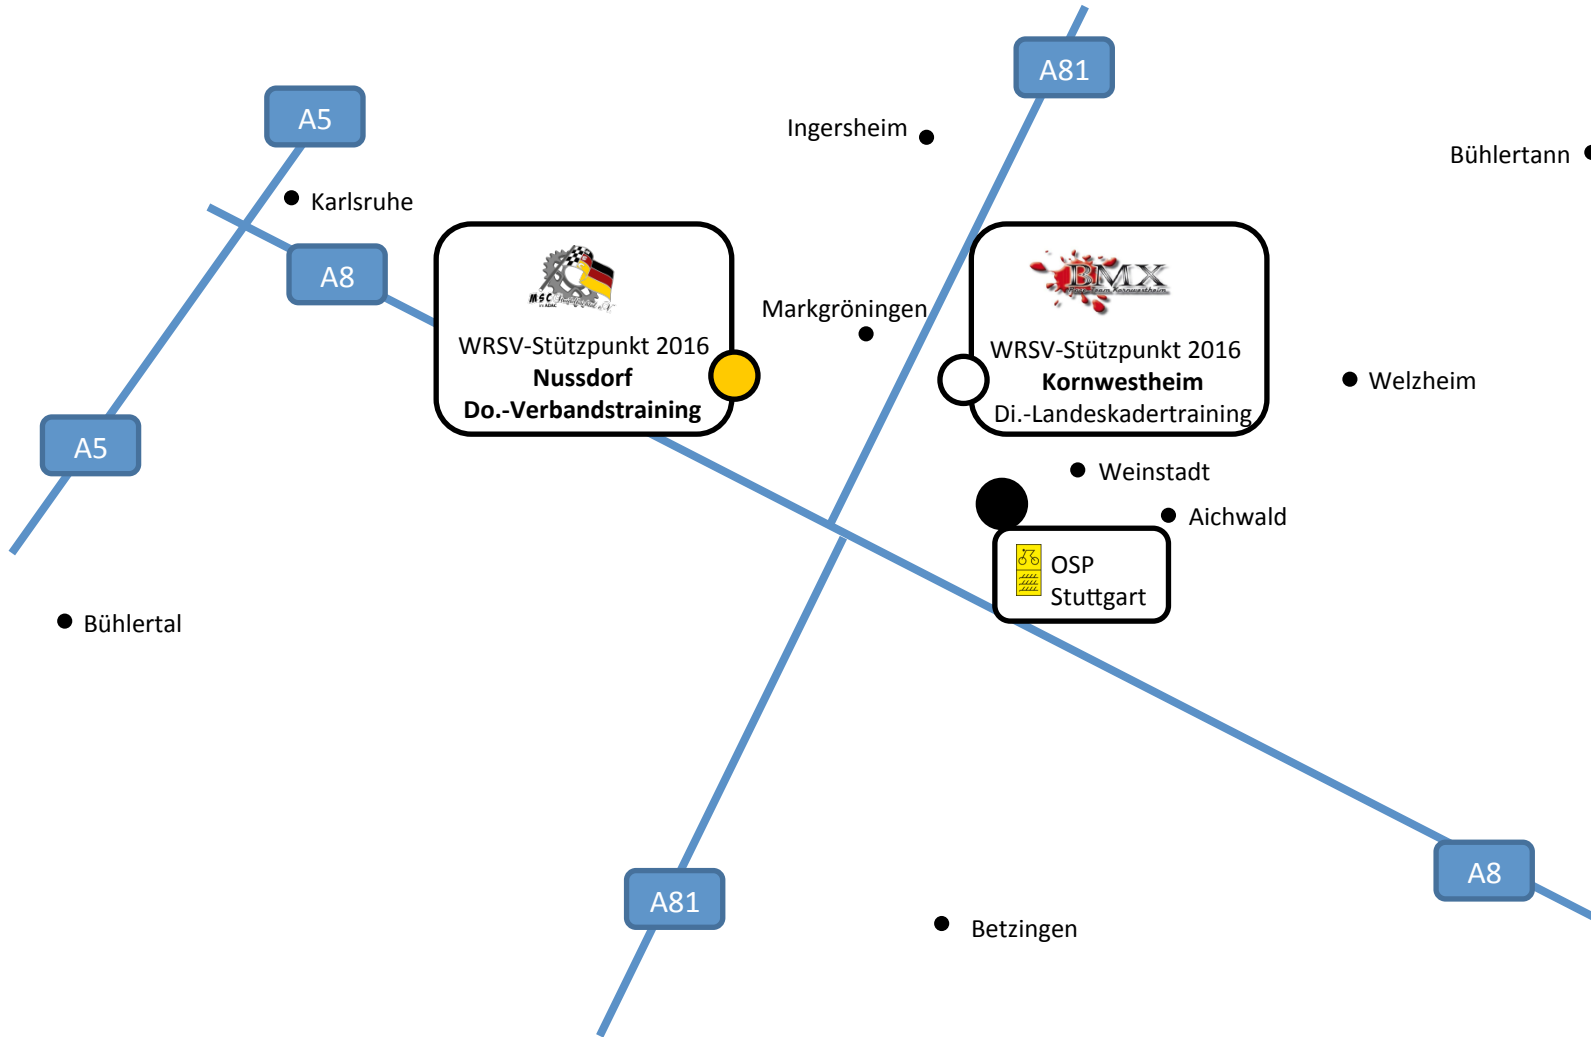 A81
A5
Ingersheim
Bühlertann
Karlsruhe
A8
MSC
BMX
Markgröningen
WRSV-Stützpunkt 2016
Nussdorf
Do.-Verbandstraining
WRSV-Stützpunkt 2016
Kornwestheim
Di.-Landeskadertraining
Welzheim
A5
Weinstadt
Aichwald
OSP
Stuttgart
Bühlertal
A8
A81
Betzingen